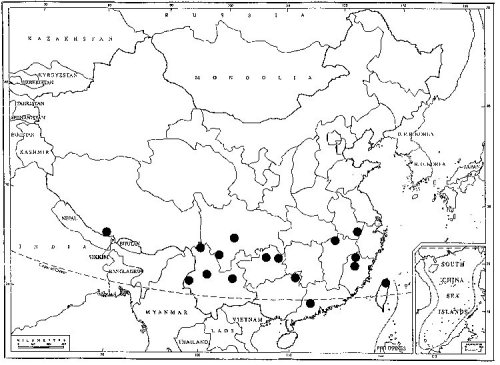 RUSSIA
KAZAKHSTAN
MONGOLIA
KYRGYZSTAN
D.P.R.KOREA
R.O.KOREA
JAPAN
KASHMIR
NEPAL
BHUTAN
SIKKIM
INDIA
BANGLADESH
MYANMAR
VIETNAM
LAOS
THAILAND
PHILIPPINES
SOUTH
CHINA
SEA
ISLANDS
KILOMETERS